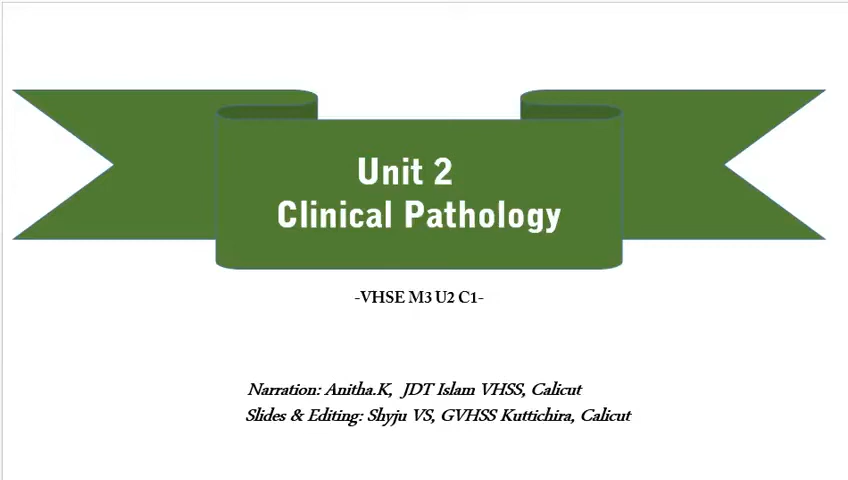 Unit 2
Clinical Pathology
-VHSE M3 U2 C1-
Narration: Anitha.K, JDT Islam VHSS, Calicut
Slides & Editing: Shyju VS, GVHSS Kuttichira, Calicut